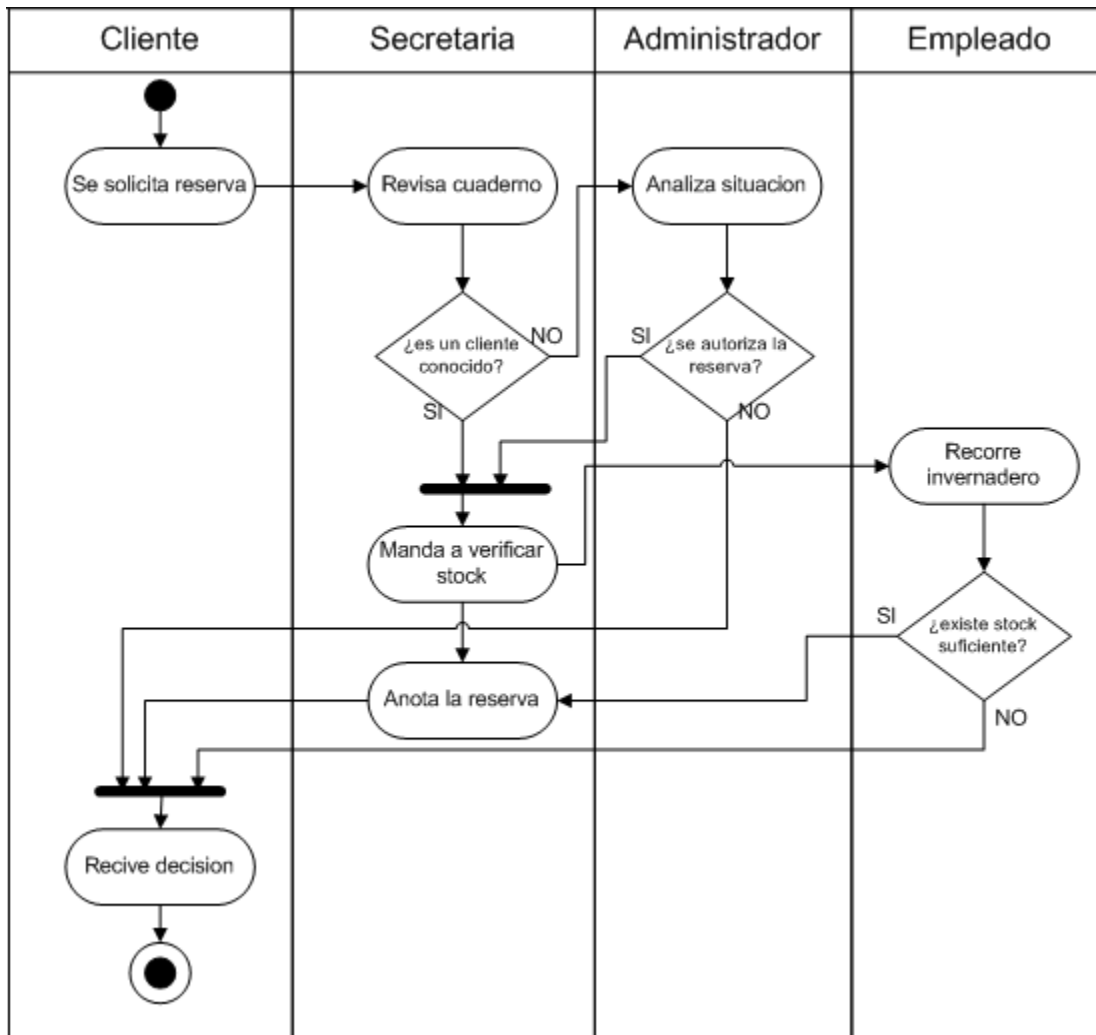 Cliente
Secretaria
Administrador
Empleado
Se solicita reserva
Revisa cuaderno
Analiza situacion
¿es un cliente
conocido?
NO
SI
SI
¿se autoriza la
reserva?
NO
Recorre
invernadero
Manda a verificar
stock
SI
¿existe stock
suficiente?
NO
Anota la reserva
Recive decision